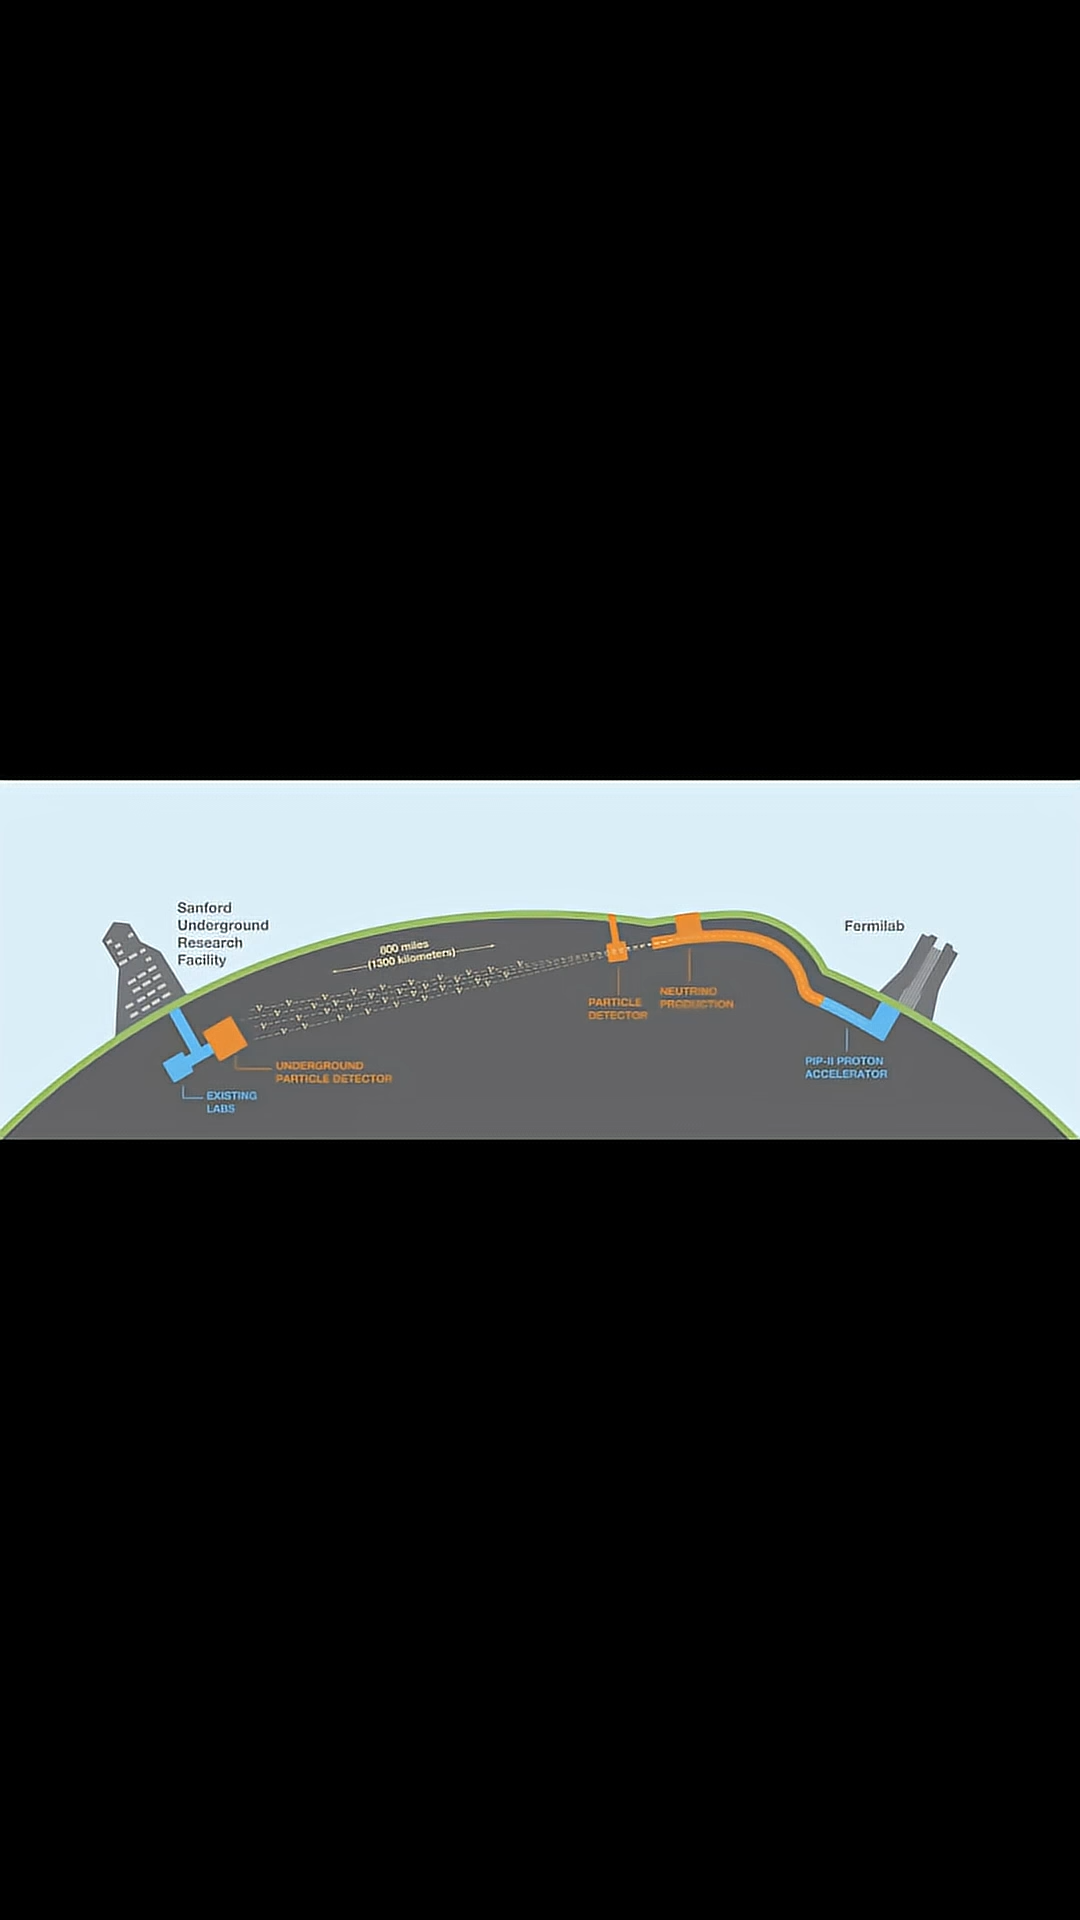 Sanford
Underground
Research
Facility
Fermilab
800 miles
(1300 kilometers)
PARTICLE
DETECTOR
NEUTRINO
PRODUCTION
UNDERGROUND
PARTICLE DETECTOR
EXISTING
LABS
PIP-II PROTON
ACCELERATOR